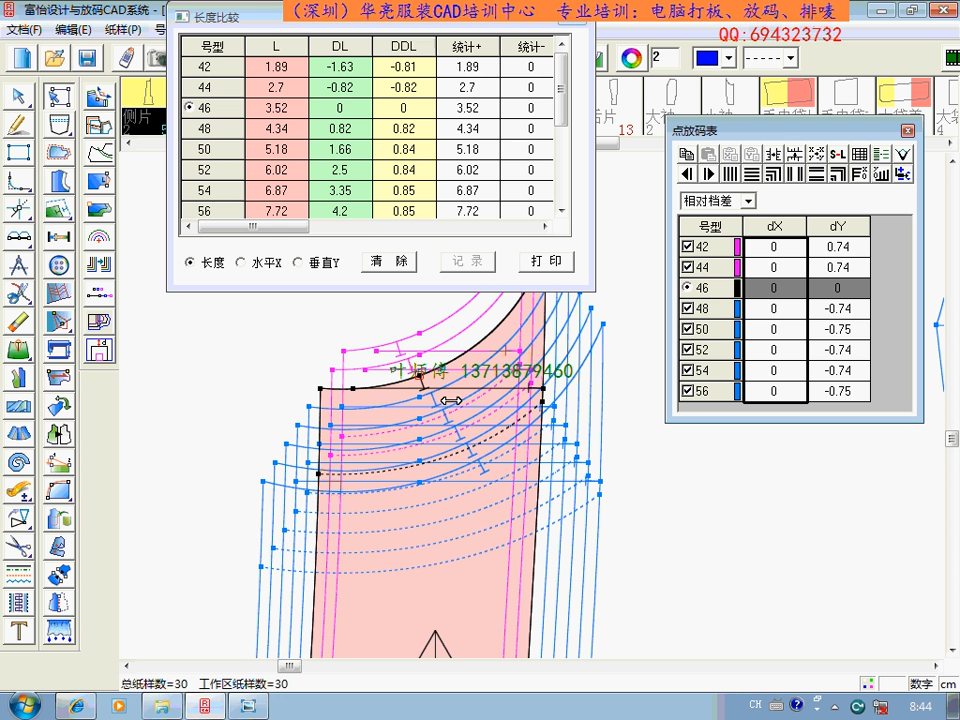 富怡设计与放码CAD系统 - [
（深圳）华亮服装CAD培训中心　专业培训：电脑打板、放码、排唛
QQ:694323732
文档(F) 编辑(E) 纸样(P) 号
长度比较
号型 L DL DDL 统计+ 统计-
42 1.89 -1.63 -0.81 1.89 0
44 2.7 -0.82 -0.82 2.7 0
46 3.52 0 0 3.52 0
48 4.34 0.82 0.82 4.34 0
50 5.18 1.66 0.84 5.18 0
52 6.02 2.5 0.84 6.02 0
54 6.87 3.35 0.85 6.87 0
56 7.72 4.2 0.85 7.72 0
长度 水平X 垂直Y 清 除 记 录 打 印
2
侧片
2
13
2
4
点放码表
S-L
相对档差
号型 dX dY
42 0 0.74
44 0 0.74
46 0 0
48 0 -0.74
50 0 -0.75
52 0 -0.74
54 0 -0.74
56 0 -0.75
叶师傅 13713879460
T
总纸样数=30 工作区纸样数=30
数字 cm
CH
8:44